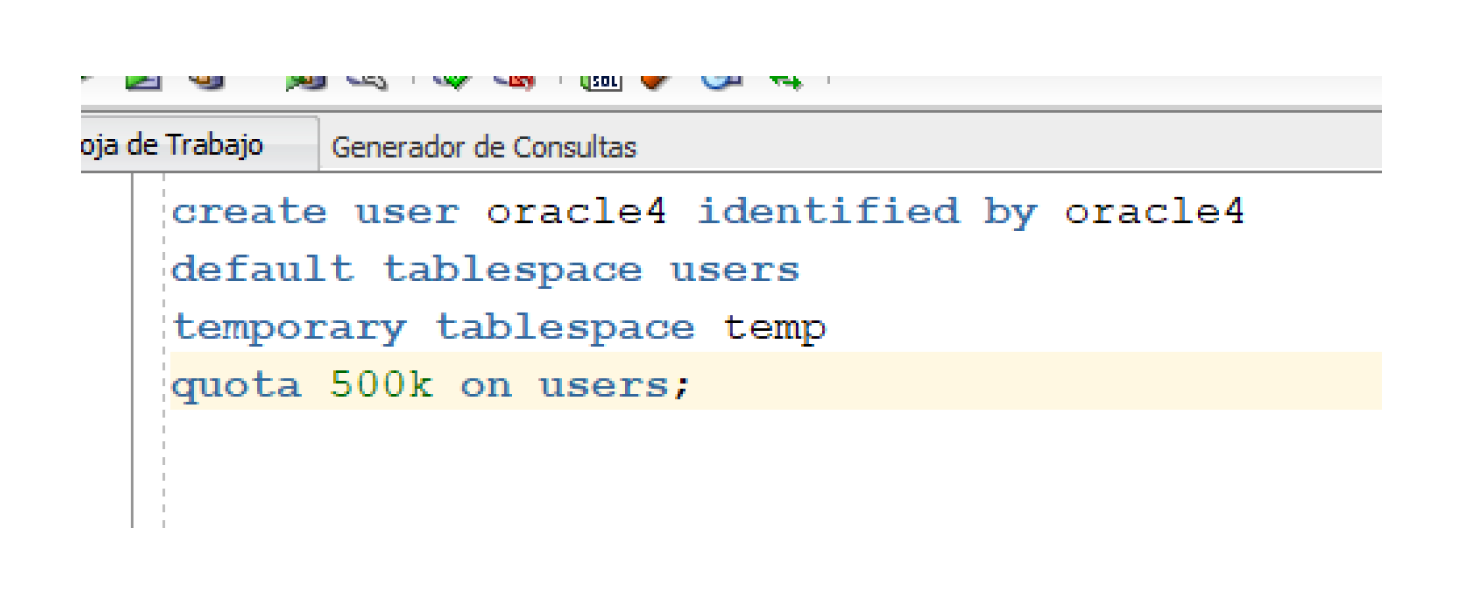 SQL
oja de Trabajo
Generador de Consultas
create user oracle4 identified by oracle4
default tablespace users
temporary tablespace temp
quota 500k on users;